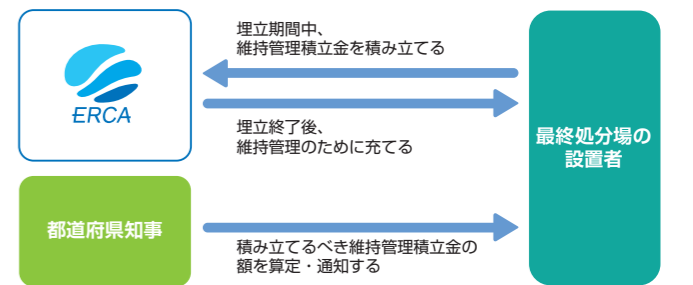 埋立期間中、
維持管理積立金を積み立てる
ERCA
埋立終了後、
維持管理のために充てる
最終処分場の
設置者
都道府県知事
積み立てるべき維持管理積立金の
額を算定・通知する